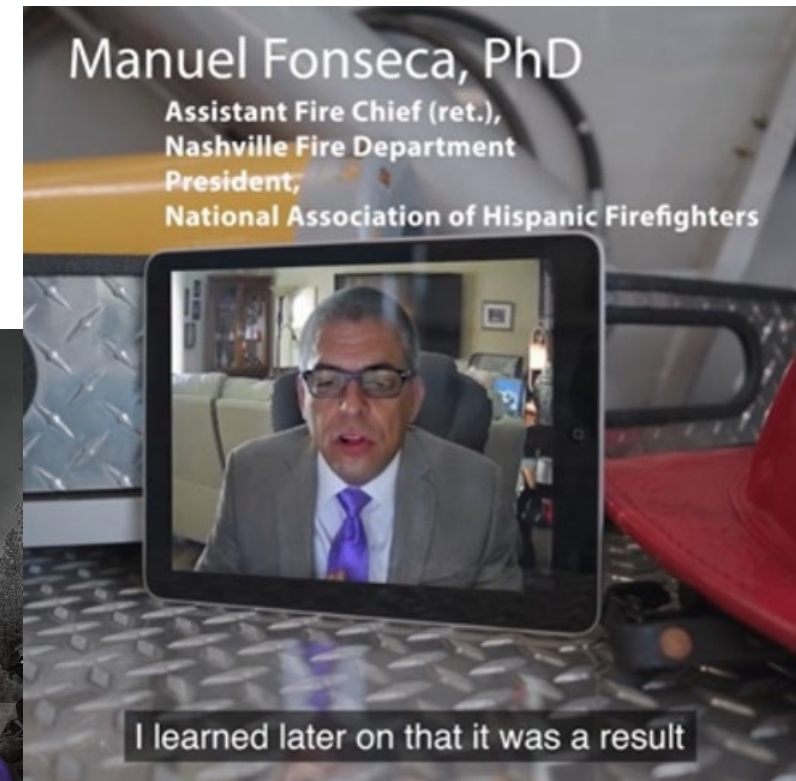 Manuel Fonseca, PhD
Assistant Fire Chief (ret.),
Nashville Fire Department
President,
National Association of Hispanic Firefighters
I learned later on that it was a result